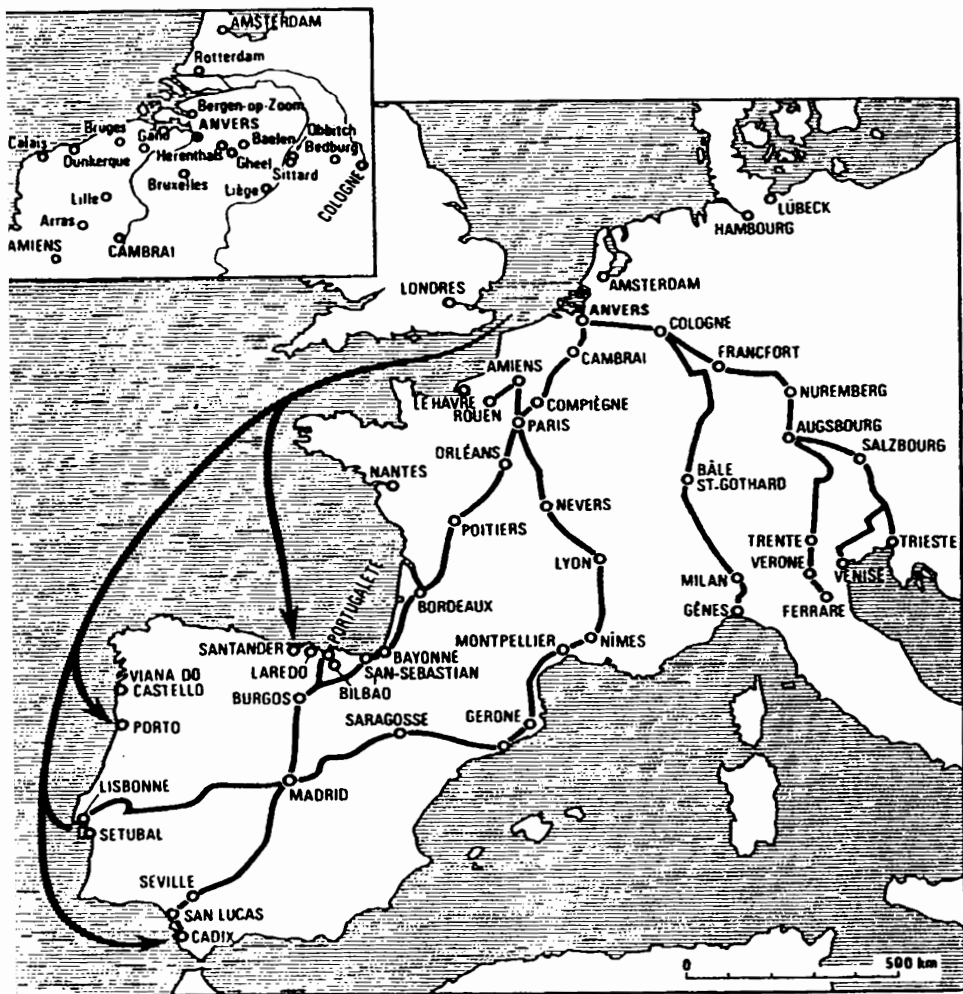 AMSTERDAM
Rotterdam
Bergen-op-Zoom
ANVERS
Bruges
Gand
Baelen
Obbitch
Bedburg
Calais
Dunkerque
Herenthals
Gheel
Sittard
Bruxelles
Liège
COLOGNE
Lille
Arras
AMIENS
CAMBRAI
LÜBECK
HAMBOURG
LONDRES
AMSTERDAM
ANVERS
COLOGNE
CAMBRAI
FRANCFORT
AMIENS
LE HAVRE
ROUEN
COMPIÈGNE
NUREMBERG
PARIS
AUGSBOURG
SALZBOURG
ORLÉANS
NANTES
BÂLE
ST-GOTHARD
NEVERS
POITIERS
TRENTE
TRIESTE
LYON
VERONE
VENISE
MILAN
PORTUGALETE
BORDEAUX
GÊNES
FERRARE
SANTANDER
MONTPELLIER
NÎMES
LAREDO
BAYONNE
SAN-SEBASTIAN
VIANA DO
CASTELLO
BILBAO
BURGOS
SARAGOSSE
GERONE
PORTO
LISBONNE
MADRID
SETUBAL
SEVILLE
SAN LUCAS
CADIX
0 500 km